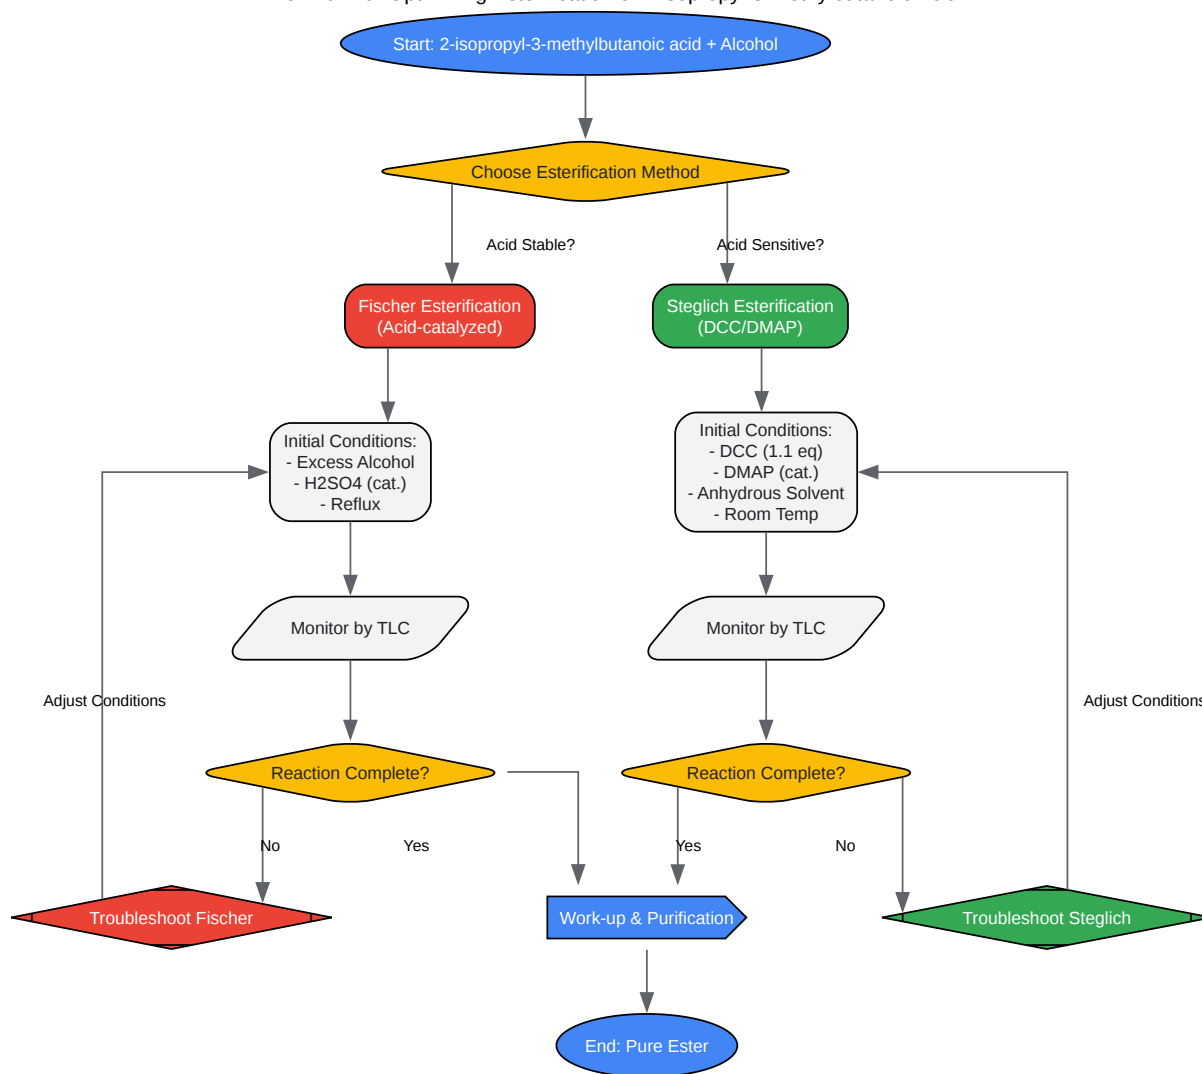 Start: 2-isopropyl-3-methylbutanoic acid + Alcohol
Choose Esterification Method
Acid Stable?
Acid Sensitive?
Fischer Esterification
(Acid-catalyzed)
Steglich Esterification
(DCC/DMAP)
Initial Conditions:
- Excess Alcohol
- H2SO4 (cat.)
- Reflux
Initial Conditions:
- DCC (1.1 eq)
- DMAP (cat.)
- Anhydrous Solvent
- Room Temp
Monitor by TLC
Monitor by TLC
Adjust Conditions
Adjust Conditions
Reaction Complete?
Reaction Complete?
No
Yes
Yes
No
Troubleshoot Fischer
Work-up & Purification
Troubleshoot Steglich
End: Pure Ester